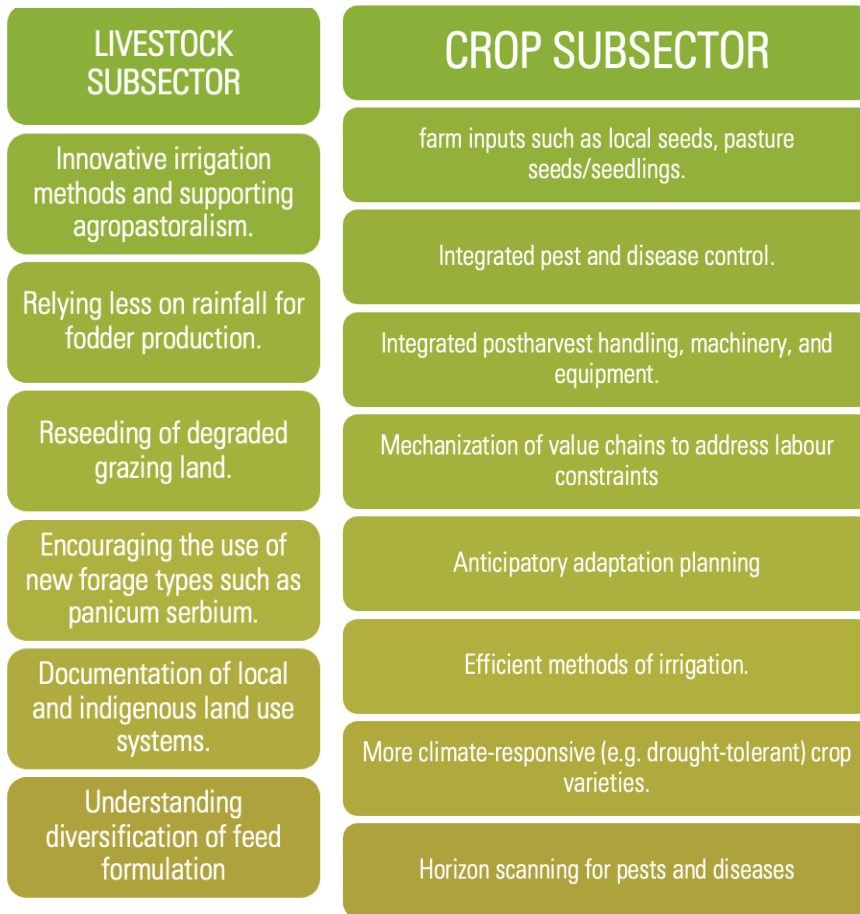 LIVESTOCK
SUBSECTOR
Innovative irrigation
methods and supporting
agropastoralism.
Relying less on rainfall for
fodder production.
Reseeding of degraded
grazing land.
Encouraging the use of
new forage types such as
panicum serbium.
Documentation of local
and indigenous land use
systems.
Understanding
diversification of feed
formulation
CROP SUBSECTOR
farm inputs such as local seeds, pasture
seeds/seedlings.
Integrated pest and disease control.
Integrated postharvest handling, machinery, and
equipment.
Mechanization of value chains to address labour
constraints
Anticipatory adaptation planning
Efficient methods of irrigation.
More climate-responsive (e.g. drought-tolerant) crop
varieties.
Horizon scanning for pests and diseases